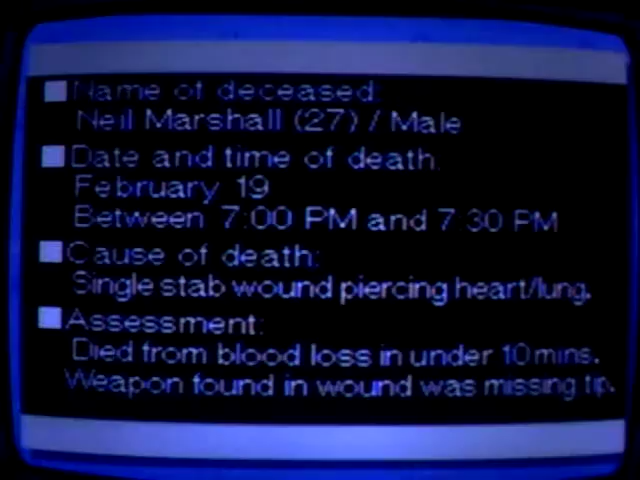 Name of deceased:
Neil Marshall (27) / Male
Date and time of death:
February 19
Between 7:00 PM and 7:30 PM
Cause of death:
Single stab wound piercing heart/lung.
Assessment:
Died from blood loss in under 10 mins.
Weapon found in wound was missing tip.